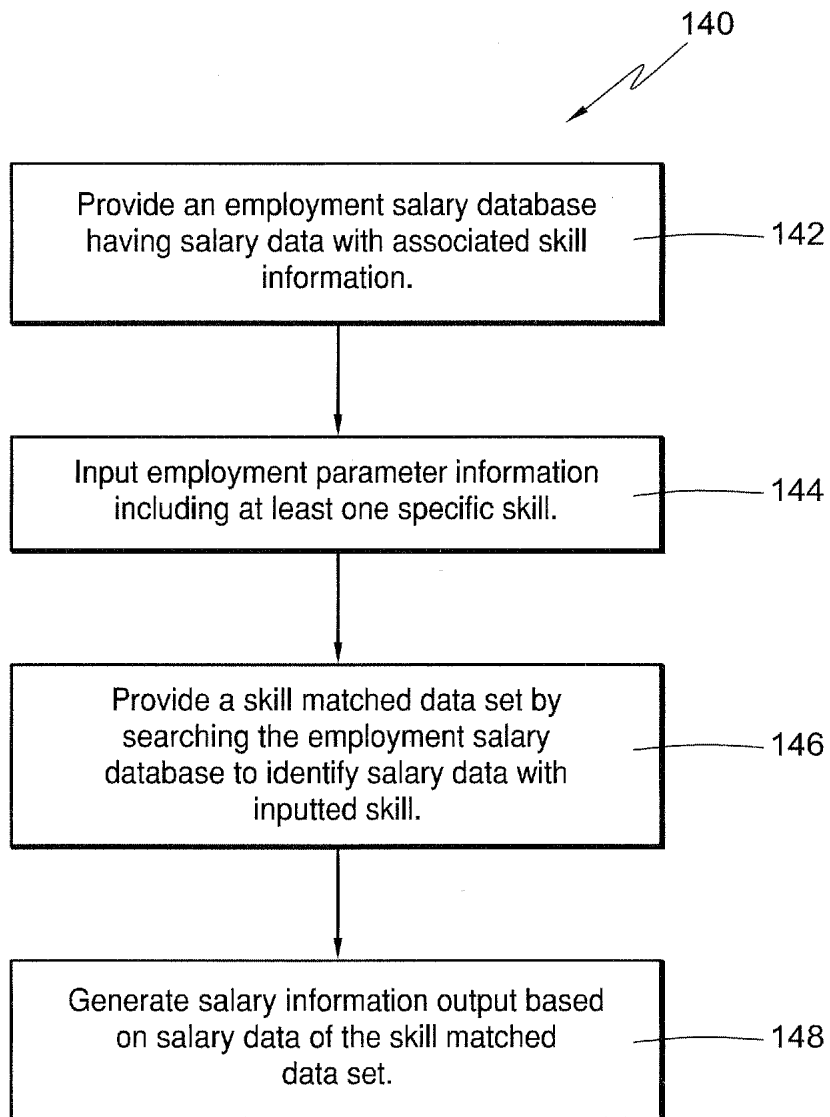 140
Provide an employment salary database
having salary data with associated skill
information.
142
Input employment parameter information
including at least one specific skill.
144
Provide a skill matched data set by
searching the employment salary
database to identify salary data with
inputted skill.
146
Generate salary information output based
on salary data of the skill matched
data set.
148